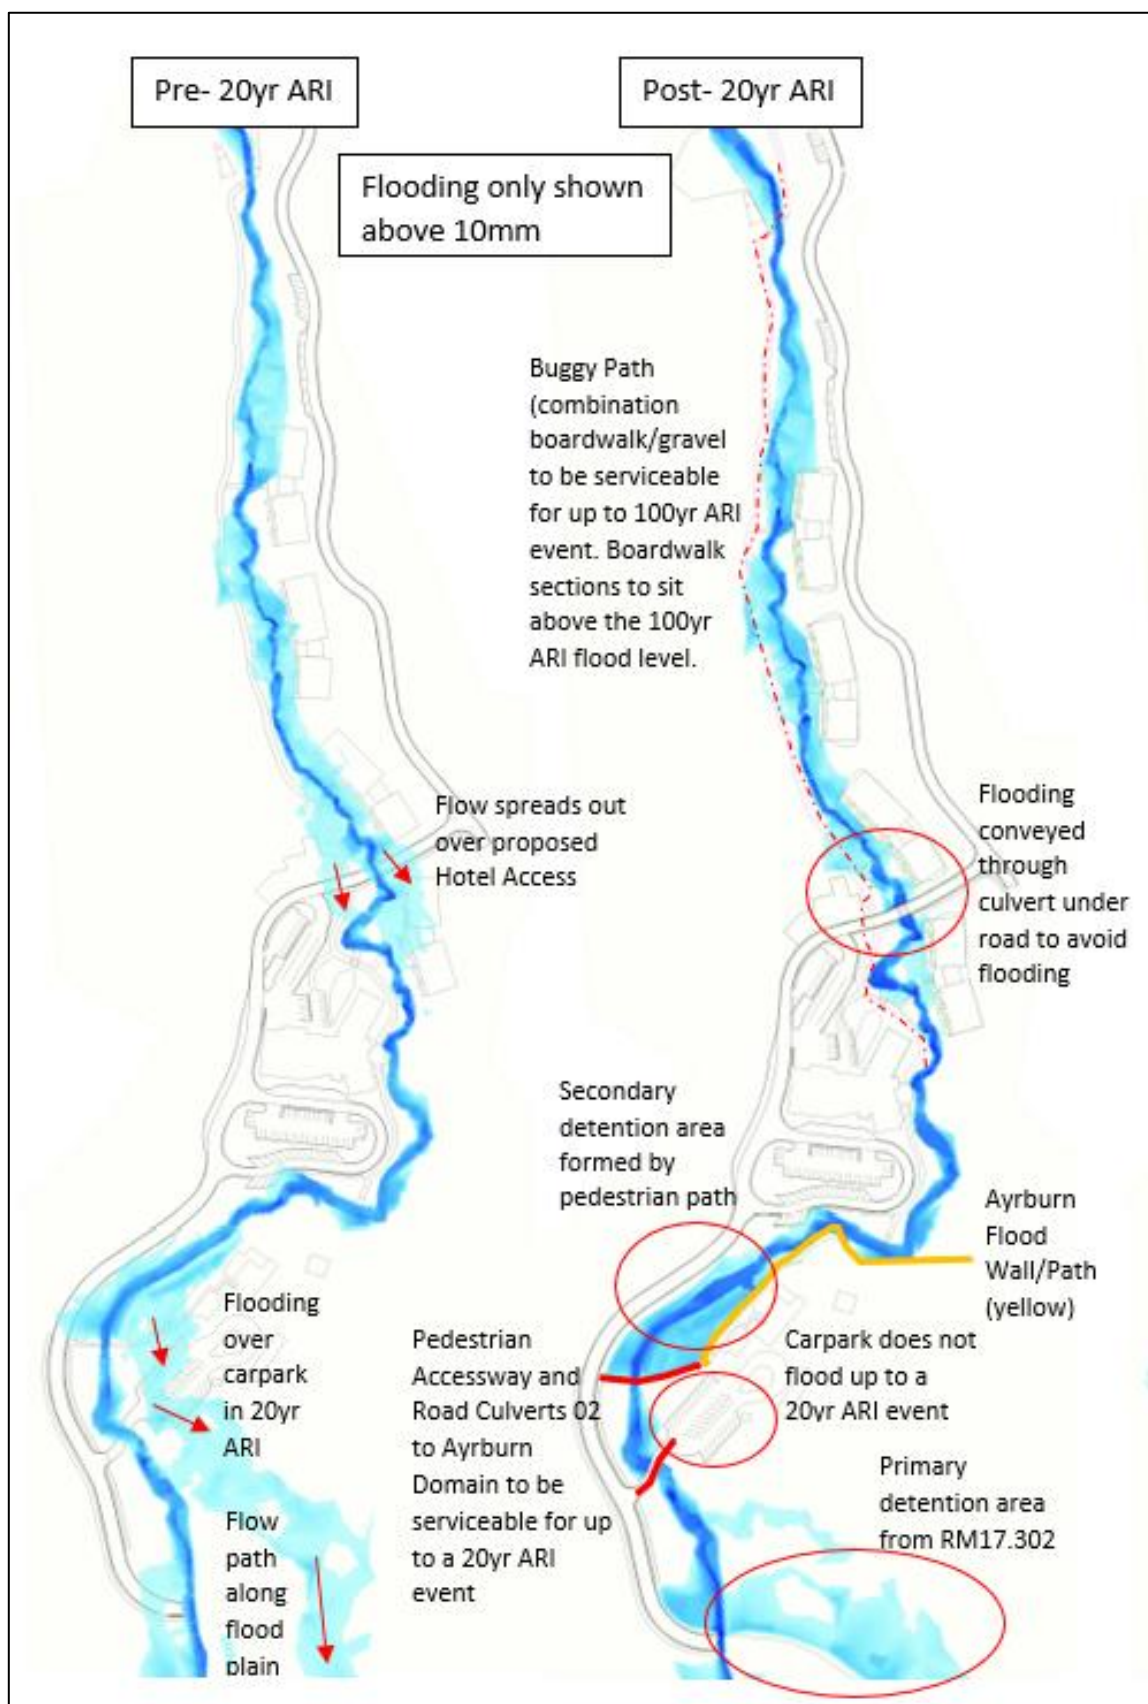 Pre- 20yr ARI
Post- 20yr ARI
Flooding only shown
above 10mm
Buggy Path
(combination
boardwalk/gravel
to be serviceable
for up to 100yr ARI
event. Boardwalk
sections to sit
above the 100yr
ARI flood level.
Flow spreads out
over proposed
Hotel Access
Flooding
conveyed
through
culvert under
road to avoid
flooding
Secondary
detention area
formed by
pedestrian path
Ayrburn
Flood
Wall/Path
(yellow)
Flooding
over
carpark
in 20yr
ARI
Pedestrian
Accessway and
Road Culverts 02
to Ayrburn
Domain to be
serviceable for up
to a 20yr ARI
event
Carpark does not
flood up to a
20yr ARI event
Primary
detention area
from RM17.302
Flow
path
along
flood
plain